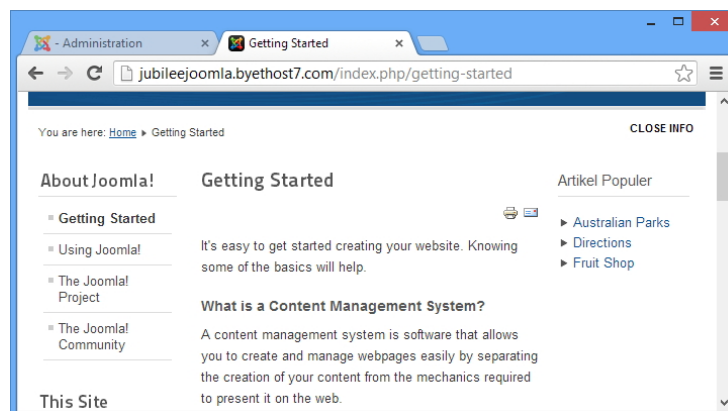 - Administration
Getting Started
jubileejoomla.byethost7.com/index.php/getting-started
You are here: Home Getting Started
CLOSE INFO
About Joomla!
Getting Started
Using Joomla!
The Joomla!
Project
The Joomla!
Community
This Site
Getting Started
It's easy to get started creating your website. Knowing
some of the basics will help.
What is a Content Management System?
A content management system is software that allows
you to create and manage webpages easily by separating
the creation of your content from the mechanics required
to present it on the web.
Artikel Populer
Australian Parks
Directions
Fruit Shop